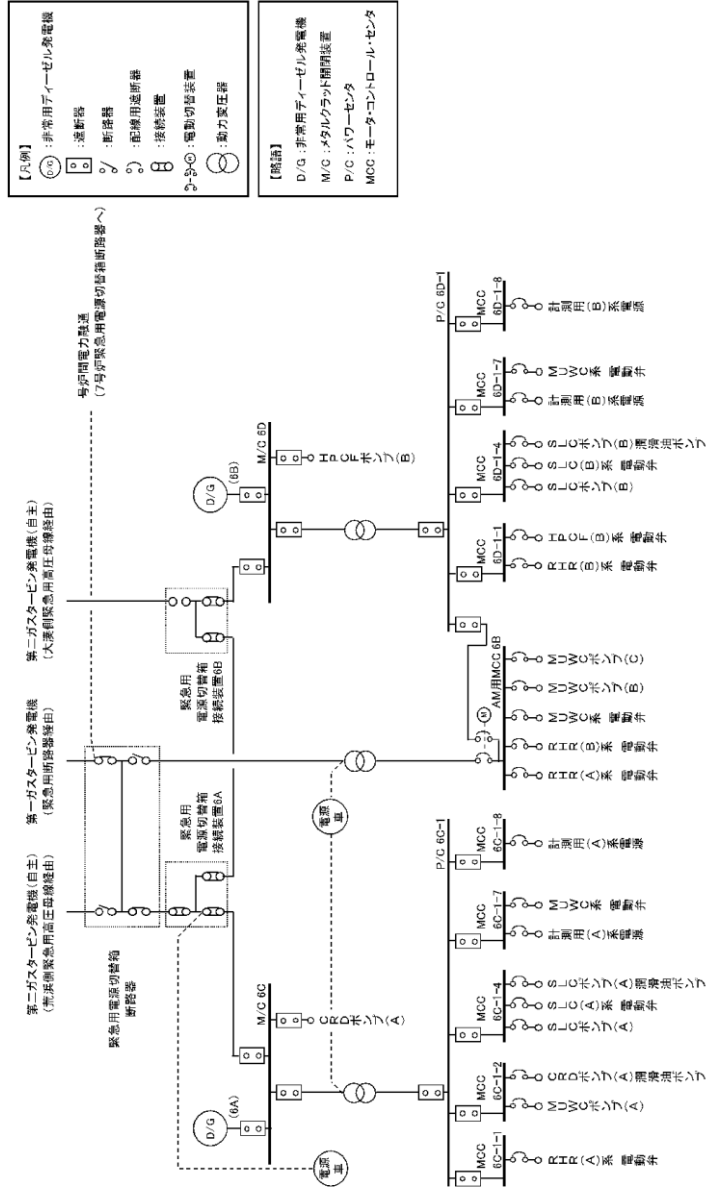 【凡例】
D/G :非常用ディーゼル発電機
:遮断器
:断路器
:配線用遮断器
:接続装置
:電動切替装置
:動力変圧器
【略語】
D/G :非常用ディーゼル発電機
M/C :メタルクラッド開閉装置
P/C :パワーセンタ
MCC :モータ・コントロール・センタ
第二ガスタービン発電機(自主)
(荒浜側緊急用高圧母線経由)
第一ガスタービン発電機
(緊急用断路器経由)
第二ガスタービン発電機(自主)
(大湊側緊急用高圧母線経由)
号炉間電力融通
(7号炉緊急用電源切替箱断路器へ)
緊急用電源切替箱
断路器
緊急用
電源切替箱
接続装置6A
緊急用
電源切替箱
接続装置6B
D/G
(6A)
M/C 6C
CRDポンプ(A)
電源
車
電源
車
D/G
(6B)
M/C 6D
HPCFポンプ(B)
P/C 6C-1
MCC
6C-1-1
RHR(A)系 電動弁
MCC
6C-1-2
MUWCポンプ(A)
CRDポンプ(A)潤滑油ポンプ
MCC
6C-1-4
SLCポンプ(A)
SLC(A)系 電動弁
SLCポンプ(A)潤滑油ポンプ
MCC
6C-1-7
計測用(A)系電源
MUWC系 電動弁
MCC
6C-1-8
計測用(A)系電源
M
AM用MCC 6B
RHR(A)系 電動弁
RHR(B)系 電動弁
MUWC系 電動弁
MUWCポンプ(B)
MUWCポンプ(C)
P/C 6D-1
MCC
6D-1-1
RHR(B)系 電動弁
HPCF(B)系 電動弁
MCC
6D-1-4
SLCポンプ(B)
SLC(B)系 電動弁
SLCポンプ(B)潤滑油ポンプ
MCC
6D-1-7
計測用(B)系電源
MUWC系 電動弁
MCC
6D-1-8
計測用(B)系電源